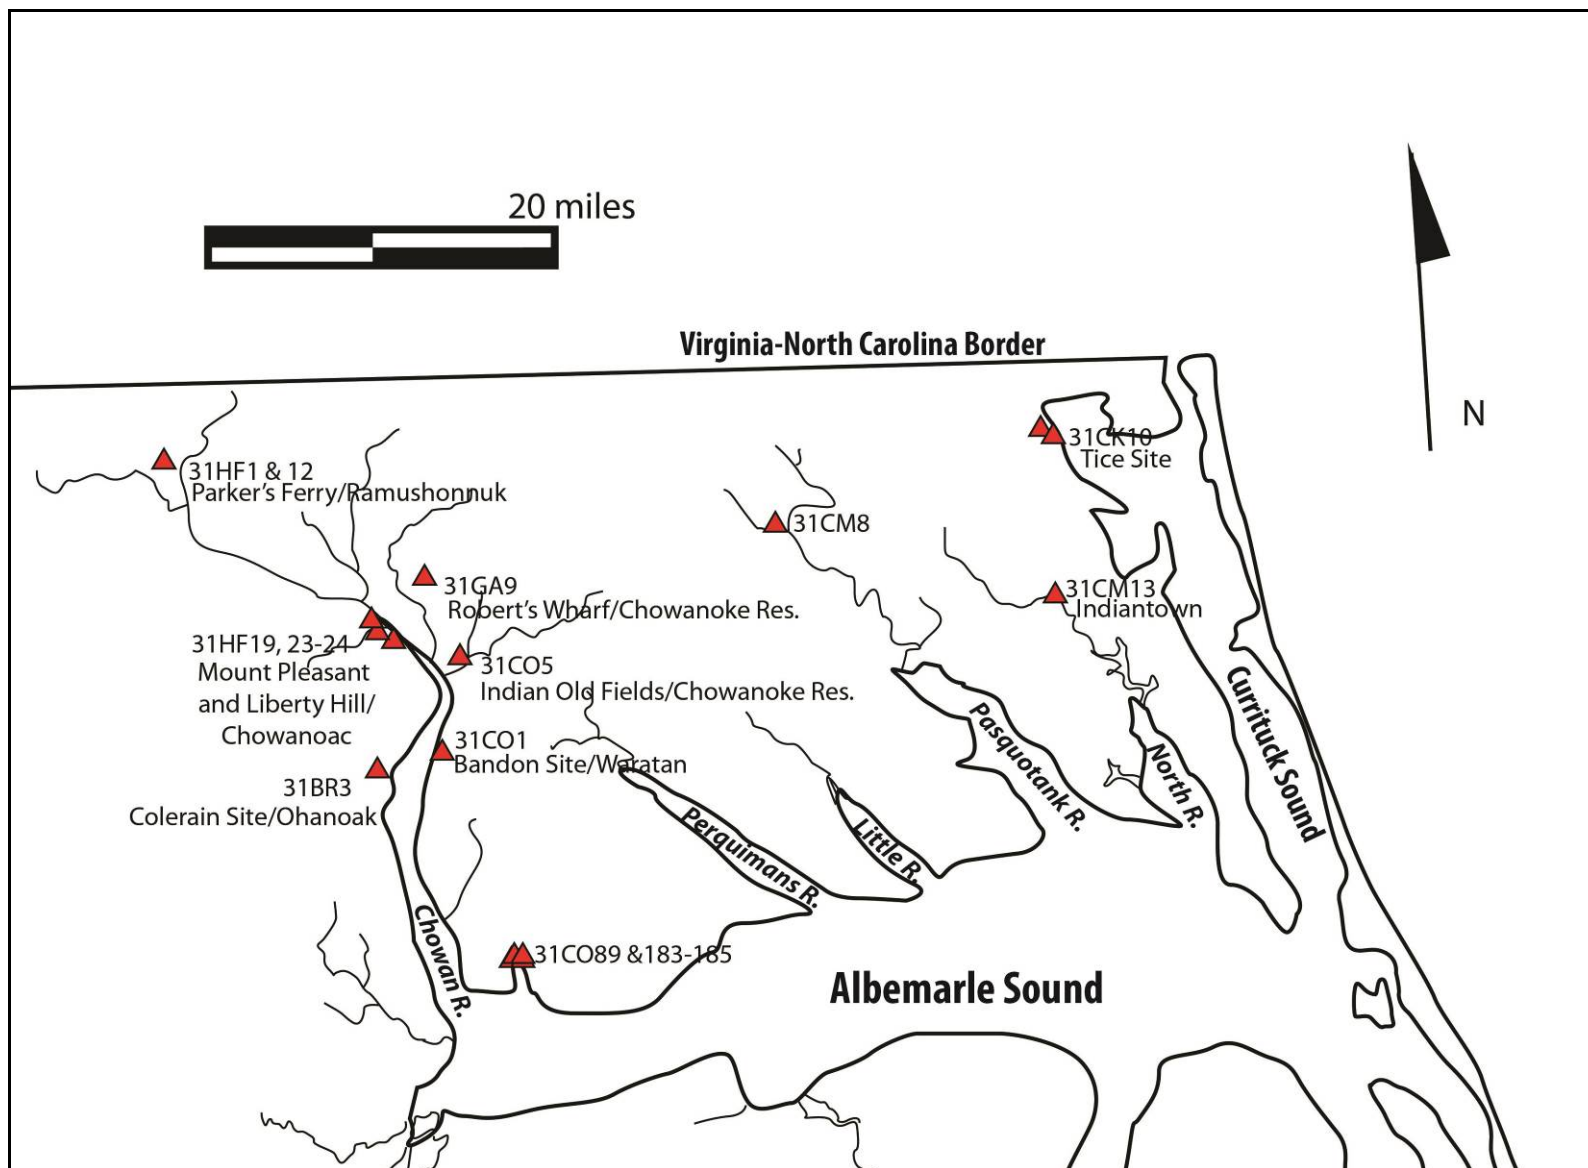 20 miles
Virginia-North Carolina Border
N
31CK10
Tice Site
31HF1 & 12
Parker's Ferry/Ramushonnuk
31CM8
31GA9
Robert's Wharf/Chowanoke Res.
31CM13
Indiantown
31HF19, 23-24
Mount Pleasant
and Liberty Hill/
Chowanoac
31CO5
Indian Old Fields/Chowanoke Res.
31CO1
Bandon Site/Waratan
31BR3
Colerain Site/Ohanoak
Pasquotank R.
North R.
Currituck Sound
Perquimans R.
Little R.
Chowan R.
31CO89 &183-185
Albemarle Sound